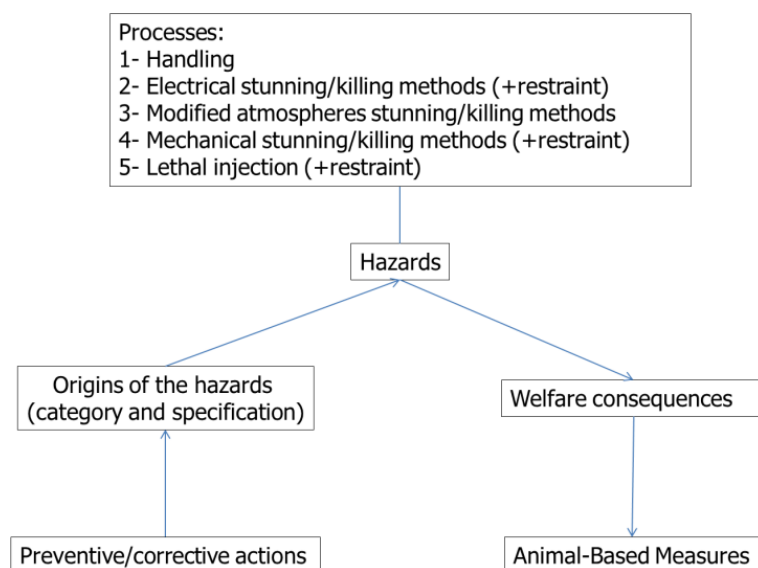 Processes:
1- Handling
2- Electrical stunning/killing methods (+restraint)
3- Modified atmospheres stunning/killing methods
4- Mechanical stunning/killing methods (+restraint)
5- Lethal injection (+restraint)
Hazards
Origins of the hazards
(category and specification)
Welfare consequences
Preventive/corrective actions
Animal-Based Measures